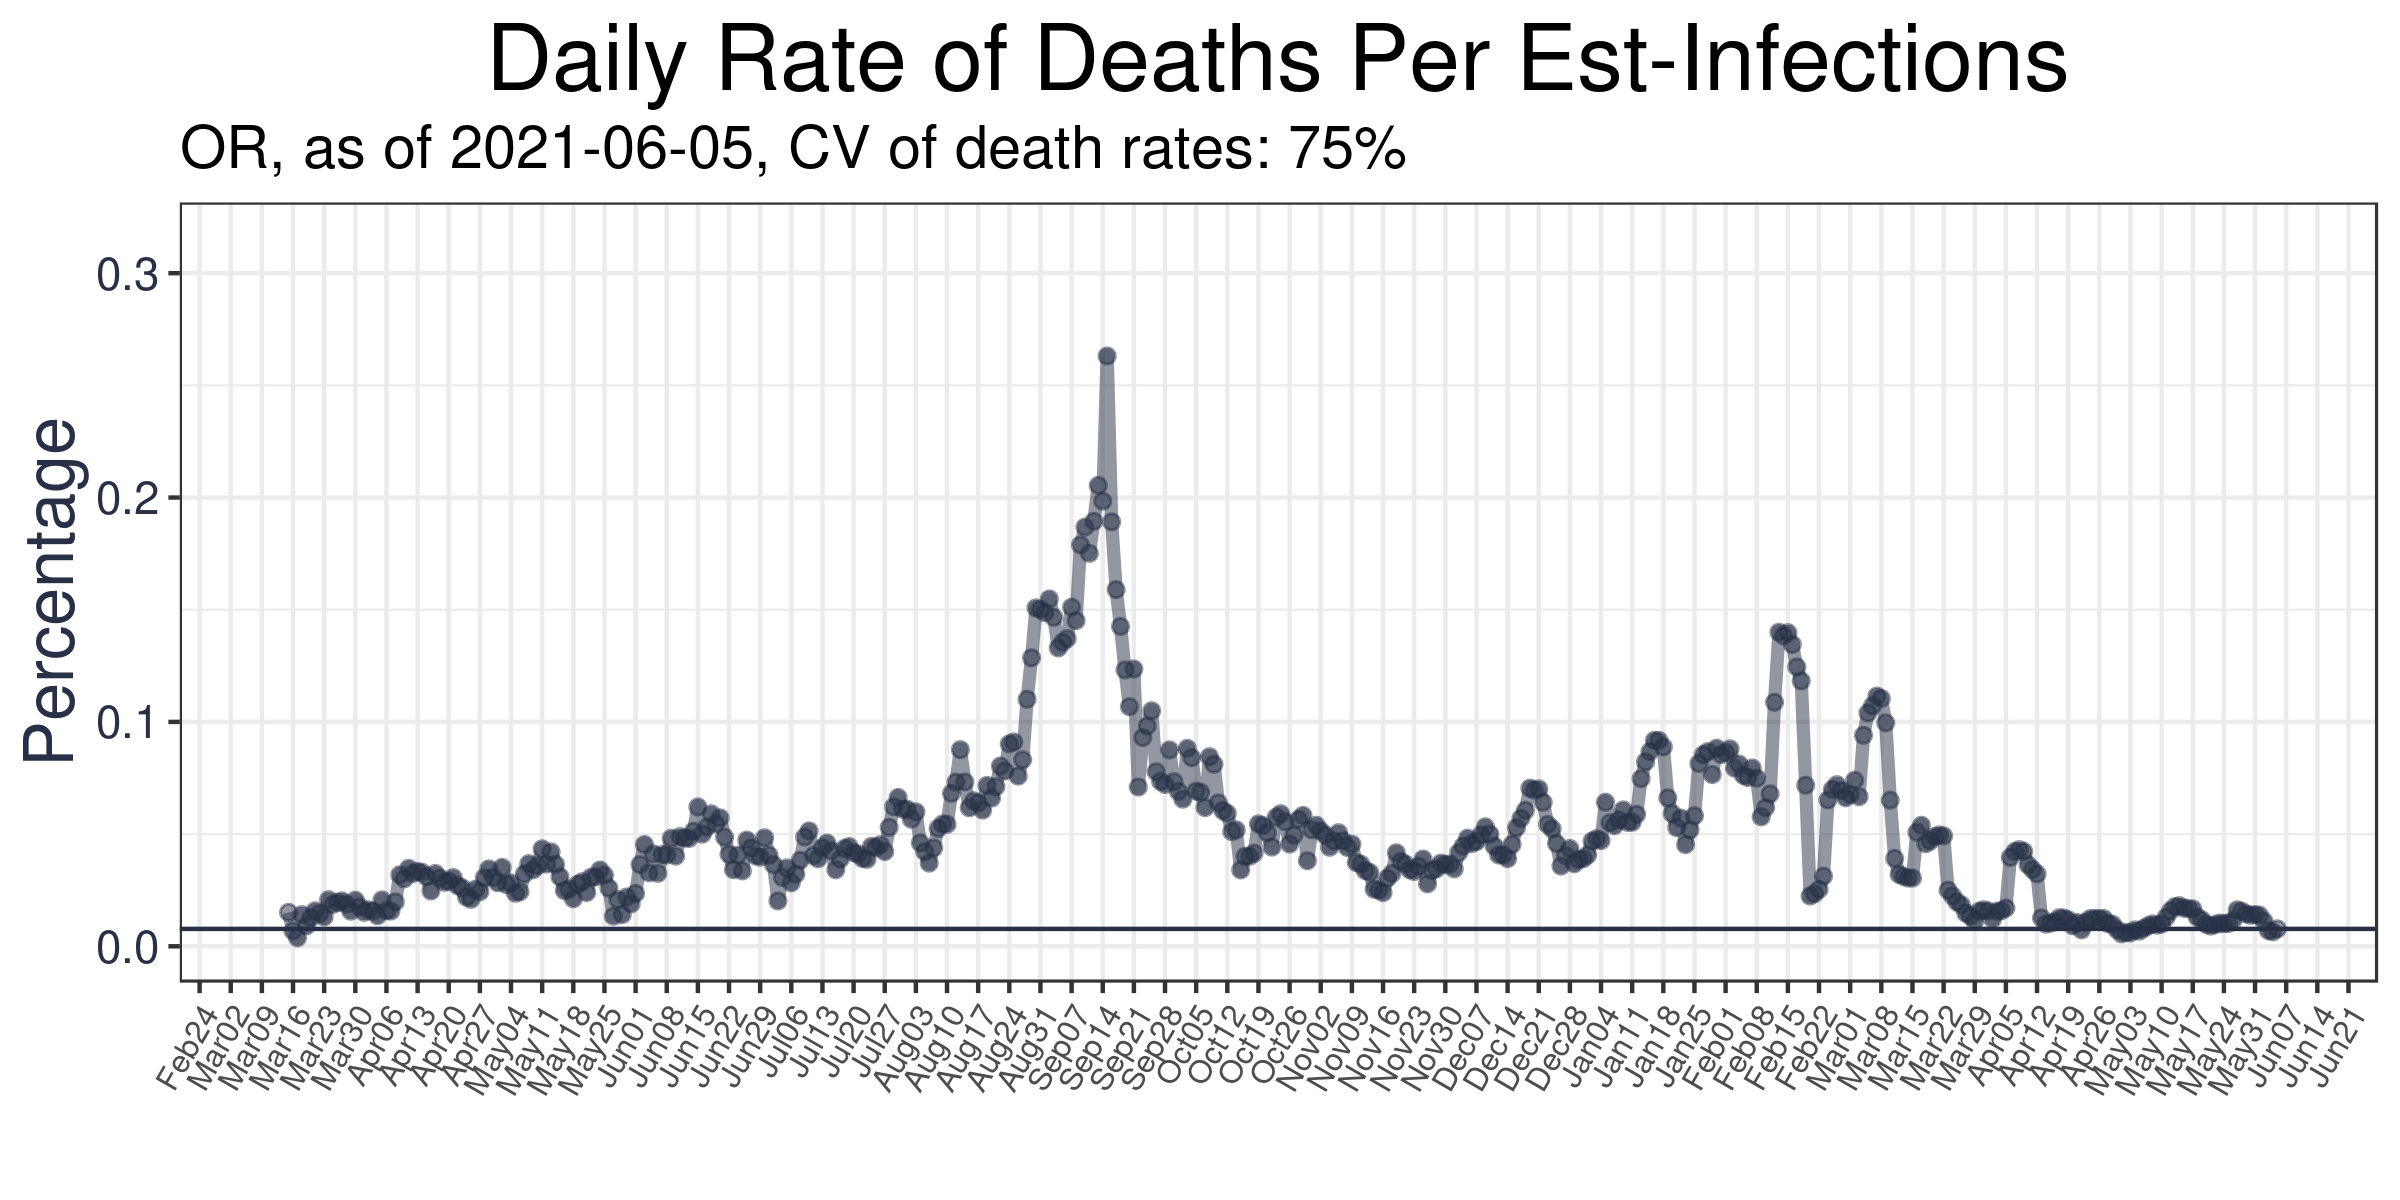 Daily Rate of Deaths Per Est-Infections
OR, as of 2021-06-05, CV of death rates: 75%
Percentage
0.3
0.2
0.1
0.0
Feb24
Mar02
Mar09
Mar16
Mar23
Mar30
Apr06
Apr13
Apr20
Apr27
May04
May11
May18
May25
Jun01
Jun08
Jun15
Jun22
Jun29
Jul06
Jul13
Jul20
Jul27
Aug03
Aug10
Aug17
Aug24
Aug31
Sep07
Sep14
Sep21
Sep28
Oct05
Oct12
Oct19
Oct26
Nov02
Nov09
Nov16
Nov23
Nov30
Dec07
Dec14
Dec21
Dec28
Jan04
Jan11
Jan18
Jan25
Feb01
Feb08
Feb15
Feb22
Mar01
Mar08
Mar15
Mar22
Mar29
Apr05
Apr12
Apr19
Apr26
May03
May10
May17
May24
May31
Jun07
Jun14
Jun21